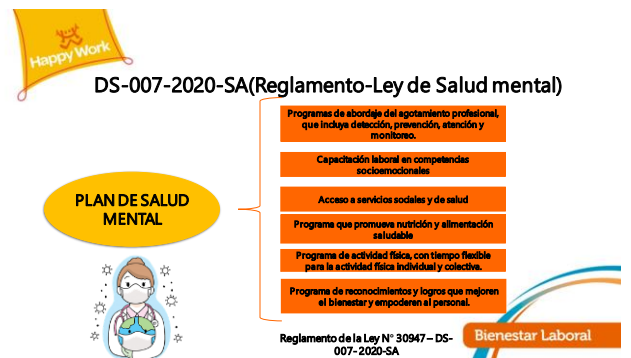 Happy Work
DS-007-2020-SA(Reglamento-Ley de Salud mental)
PLAN DE SALUD
MENTAL
Programas de abordaje del agotamiento profesional,
que incluya detección, prevención, atención y
monitoreo.
Capacitación laboral en competencias
socioemocionales
Acceso a servicios sociales y de salud
Programa que promueva nutrición y alimentación
saludable
Programa de actividad física, con tiempo flexible
para la actividad física individual y colectiva.
Programa de reconocimientos y logros que mejoren
el bienestar y empoderen al personal.
Reglamento de la Ley N° 30947 – DS-
007- 2020-SA
Bienestar Laboral